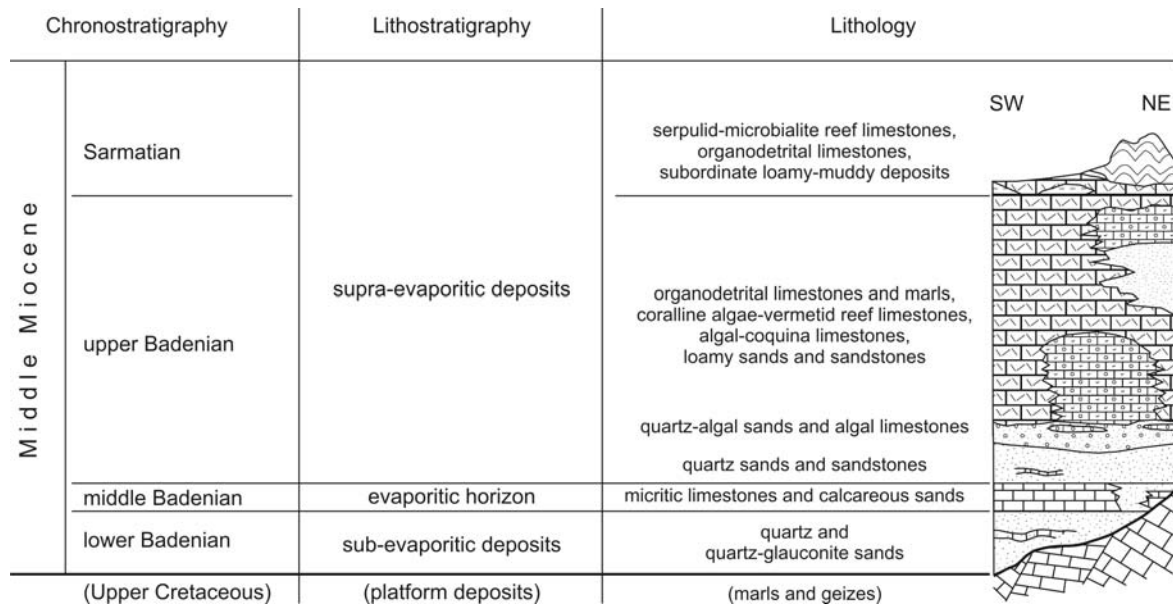 Chronostratigraphy
Lithostratigraphy
Lithology
Middle Miocene
SW
NE
Sarmatian
serpulid-microbialite reef limestones,
organodetrital limestones,
subordinate loamy-muddy deposits
supra-evaporitic deposits
upper Badenian
organodetrital limestones and marls,
coralline algae-vermetid reef limestones,
algal-coquina limestones,
loamy sands and sandstones
quartz-algal sands and algal limestones
quartz sands and sandstones
middle Badenian
evaporitic horizon
micritic limestones and calcareous sands
lower Badenian
sub-evaporitic deposits
quartz and
quartz-glauconite sands
(Upper Cretaceous)
(platform deposits)
(marls and geizes)